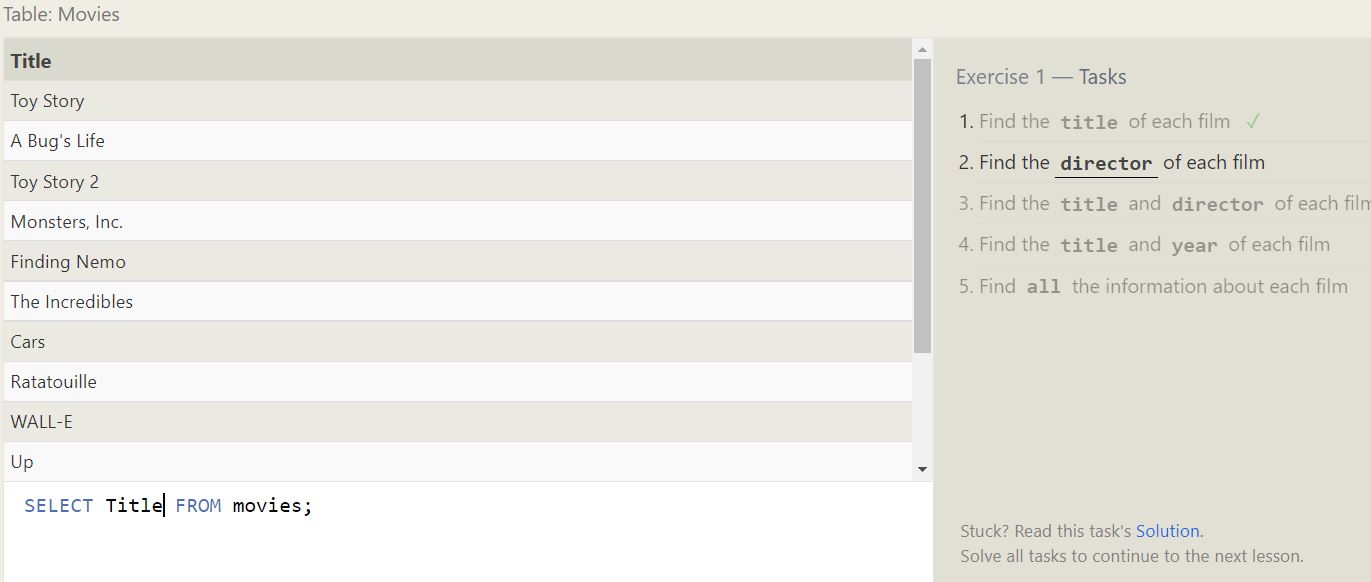 Table: Movies
Title
Toy Story
A Bug's Life
Toy Story 2
Monsters, Inc.
Finding Nemo
The Incredibles
Cars
Ratatouille
WALL-E
Up
SELECT Title FROM movies;
Exercise 1 — Tasks
1. Find the title of each film ✓
2. Find the director of each film
3. Find the title and director of each
4. Find the title and year of each film
5. Find all the information about each film
Stuck? Read this task's Solution.
Solve all tasks to continue to the next lesson.